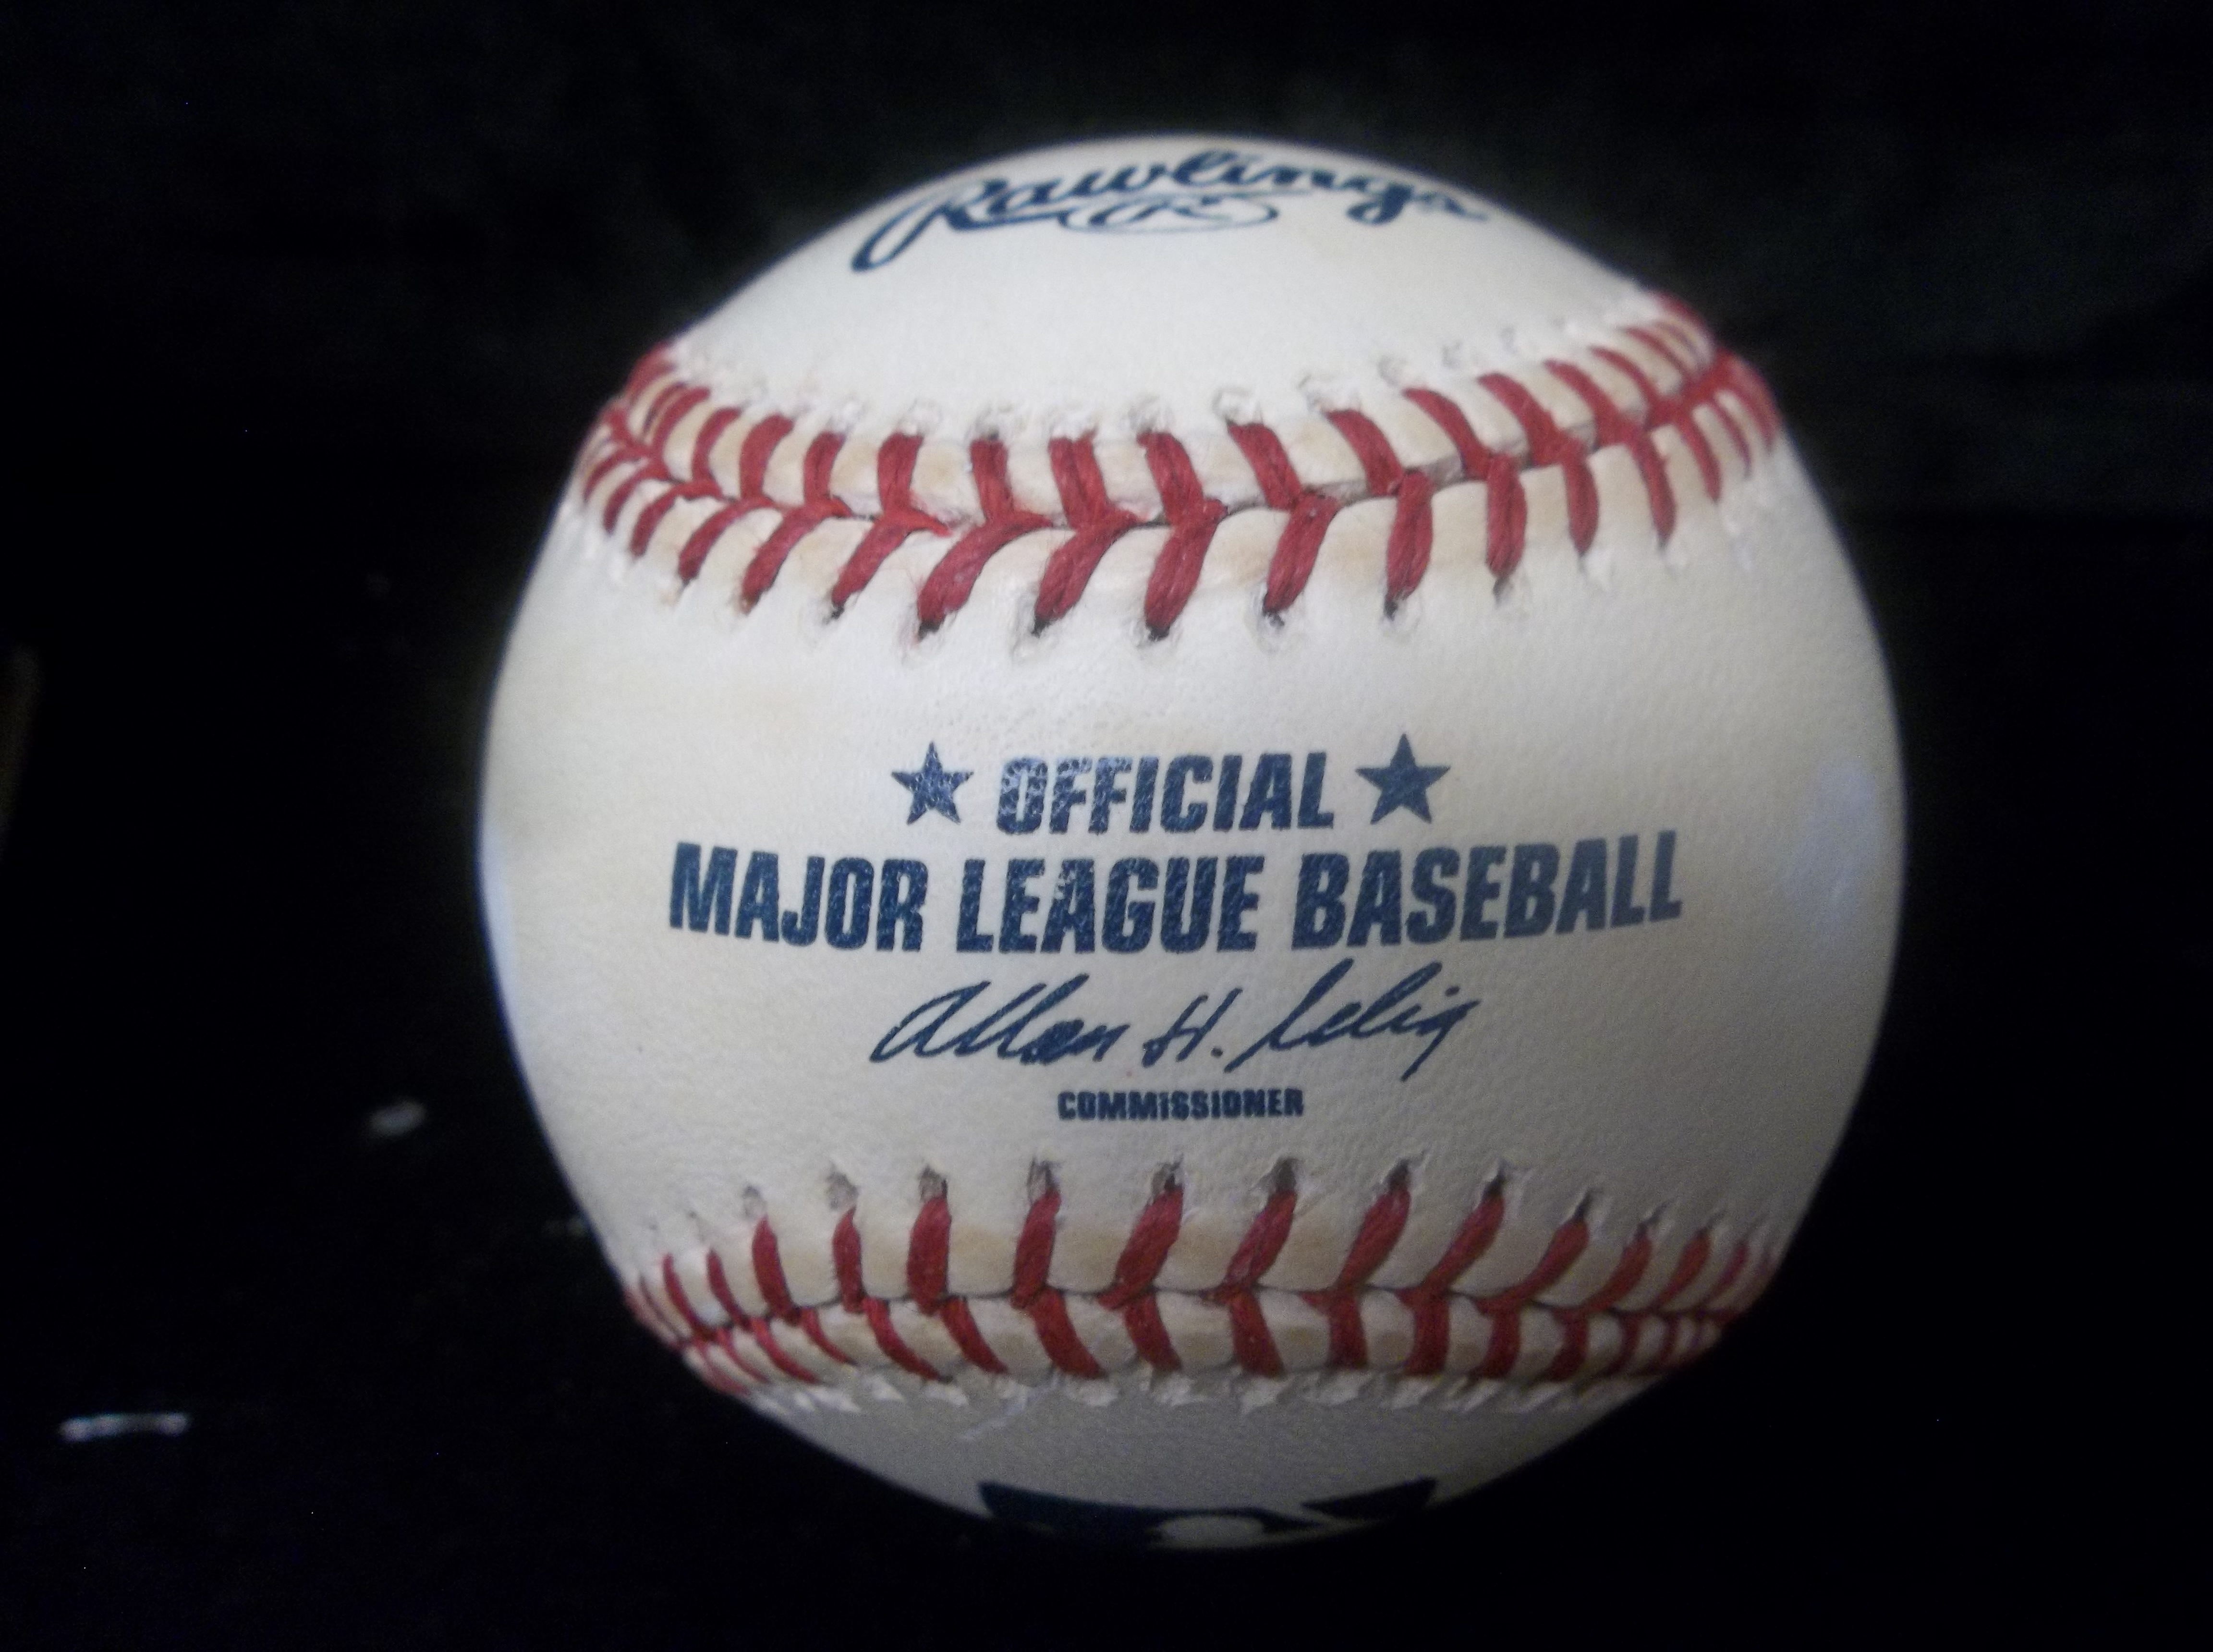 Rawlings
R
★ OFFICIAL ★
MAJOR LEAGUE BASEBALL
Allan H. Selig
COMMISSIONER